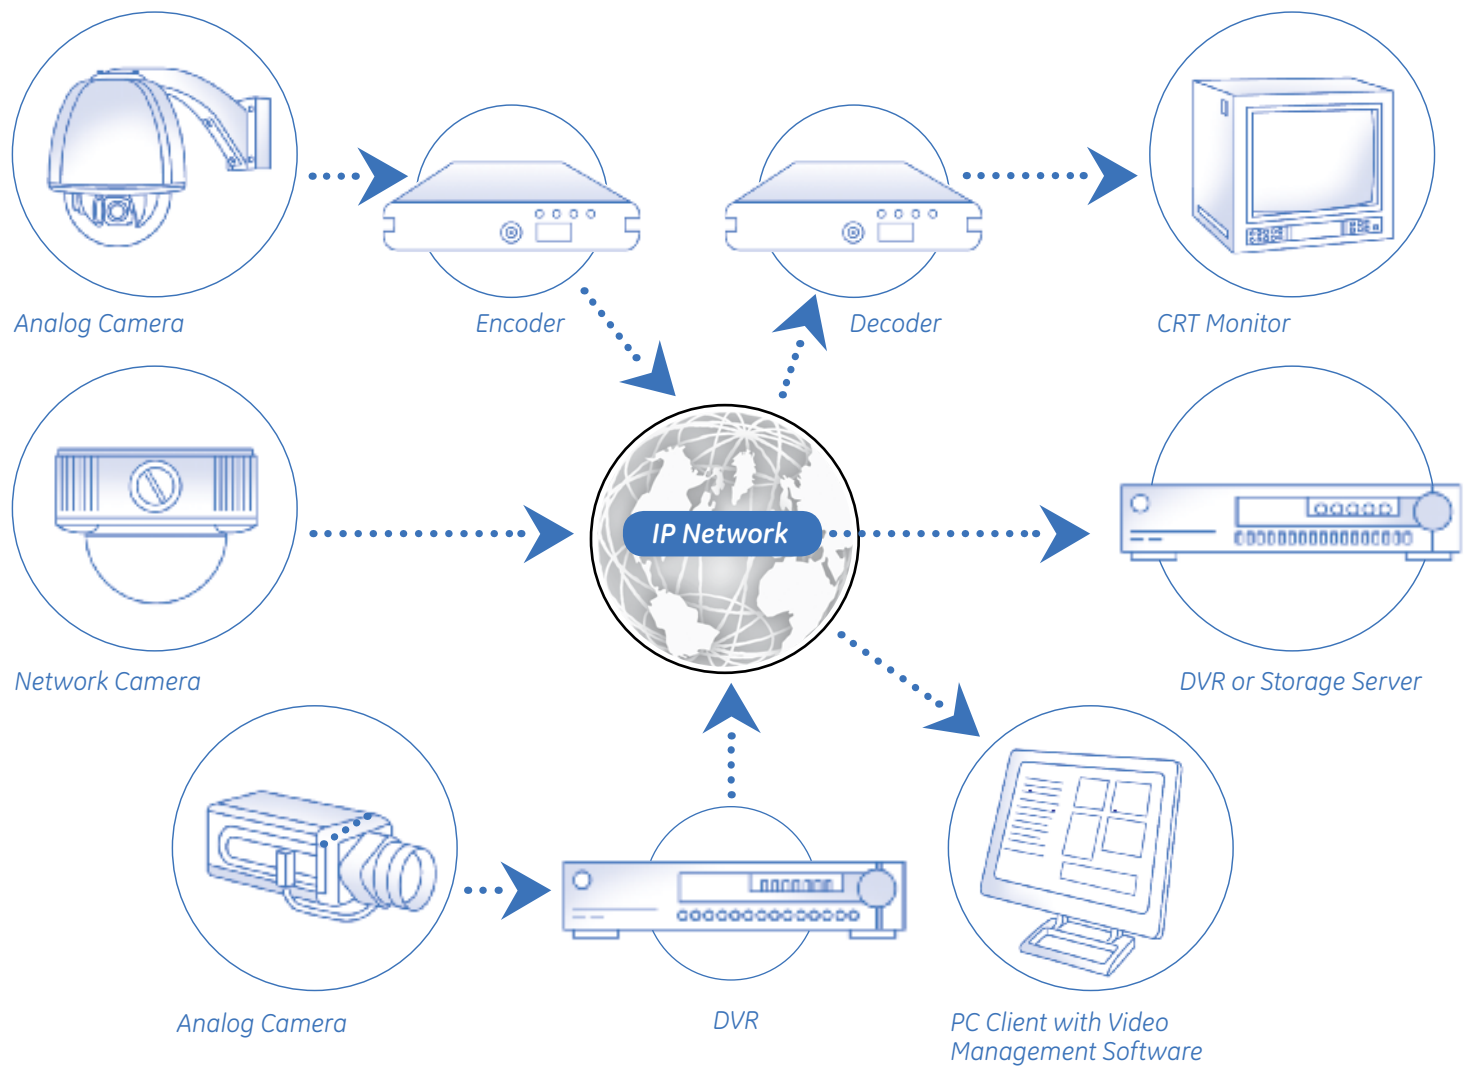 Analog Camera
Encoder
Decoder
CRT Monitor
IP Network
Network Camera
DVR or Storage Server
Analog Camera
DVR
PC Client with Video
Management Software